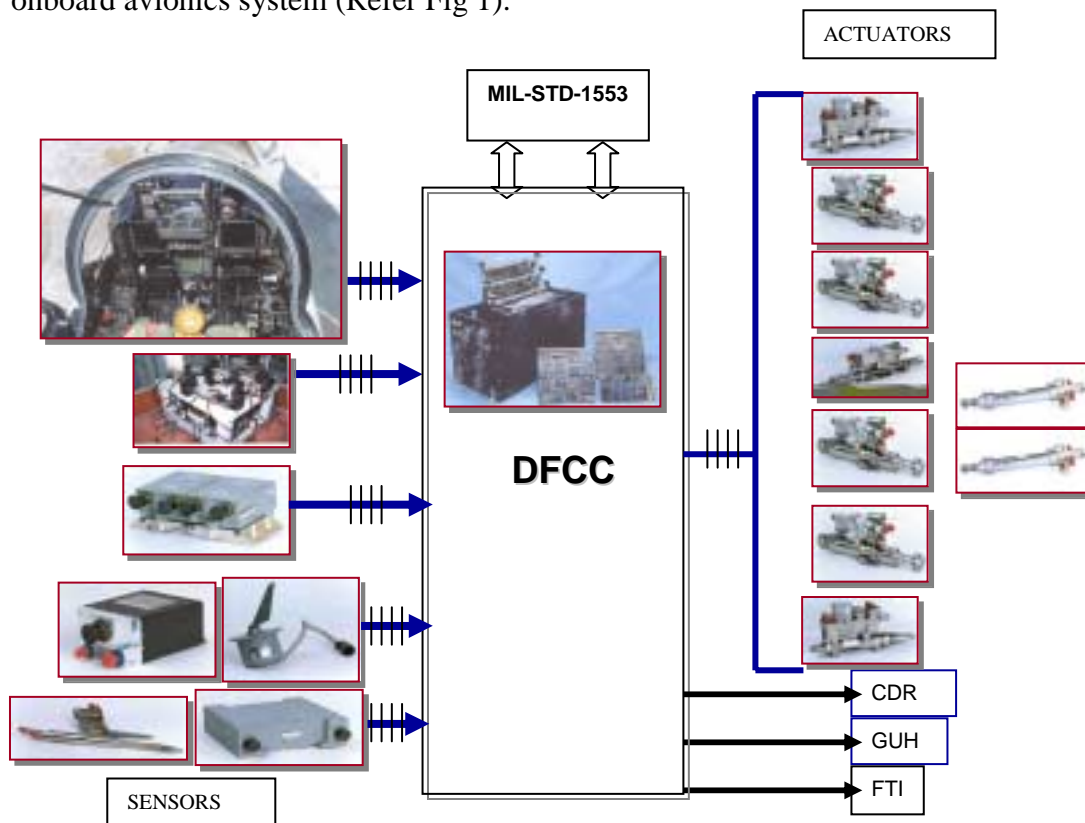 onboard avionics system (Refer Fig 1).
ACTUATORS
MIL-STD-1553
DFCC
CDR
GUH
FTI
SENSORS